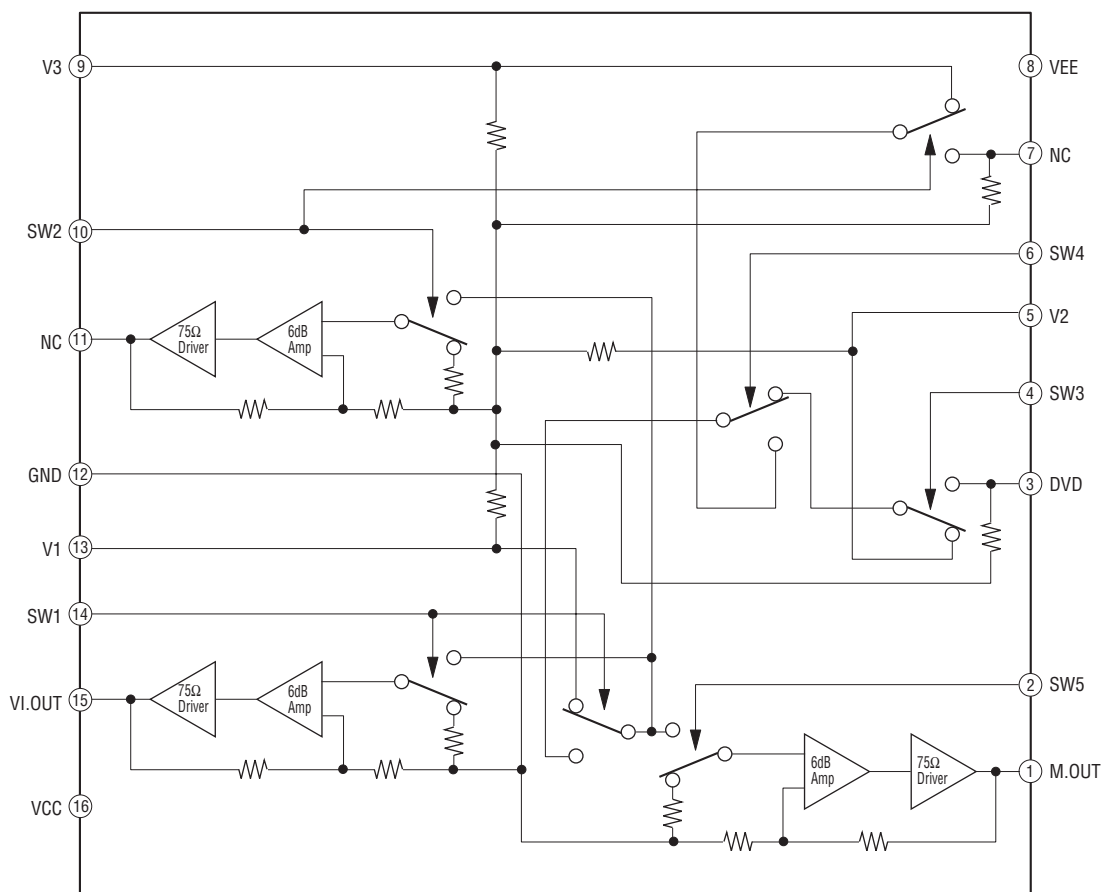 V3 9
8 VEE
7 NC
SW2 10
6 SW4
5 V2
NC 11
75Ω
Driver
6dB
Amp
4 SW3
GND 12
3 DVD
V1 13
SW1 14
2 SW5
VI.OUT 15
75Ω
Driver
6dB
Amp
6dB
Amp
75Ω
Driver
1 M.OUT
VCC 16